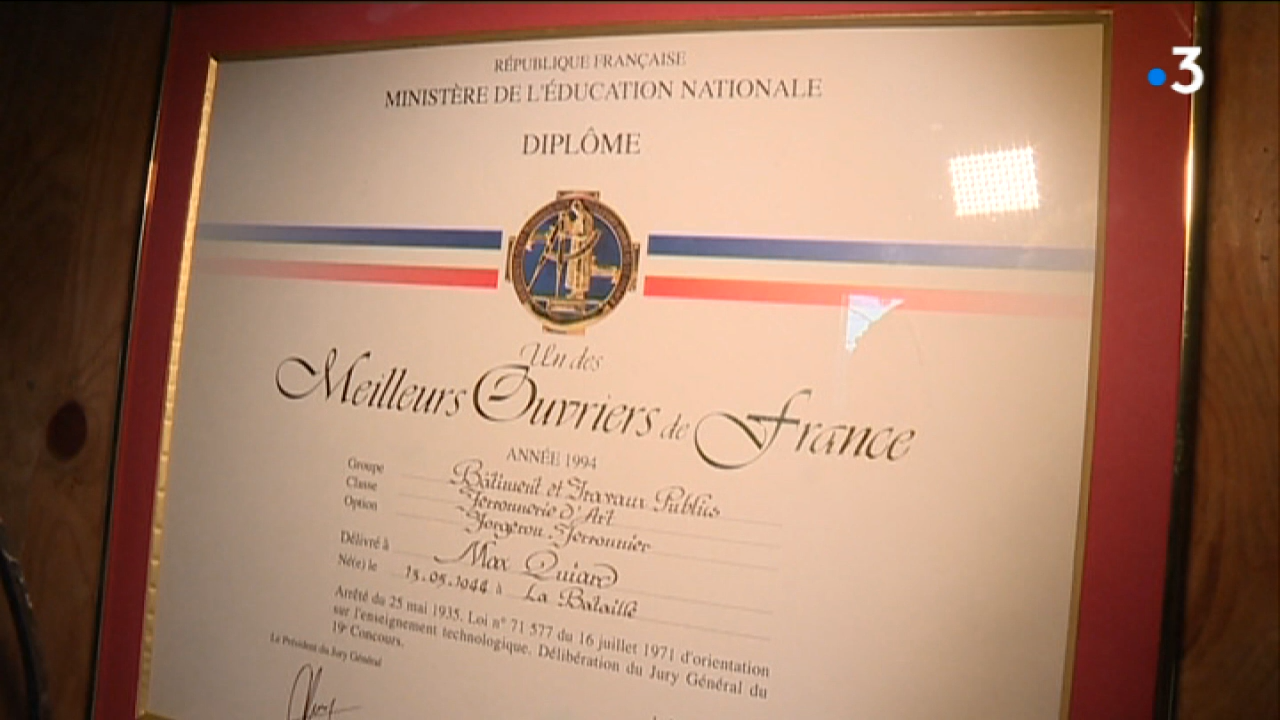 3
RÉPUBLIQUE FRANÇAISE
MINISTÈRE DE L'ÉDUCATION NATIONALE
DIPLÔME
Un des
Meilleurs Ouvriers de France
ANNÉE 1994
Groupe Bâtiment et Travaux Publics
Classe Ferronnerie d'Art
Option Forgeron Ferronnier
Délivré à Max Quiard
Né(e) le 15.05.1944 à La Bataille
Arrêté du 25 mai 1935. Loi n° 71 577 du 16 juillet 1971 d'orientation
sur l'enseignement technologique. Délibération du Jury Général du
19e Concours.
Le Président du Jury Général